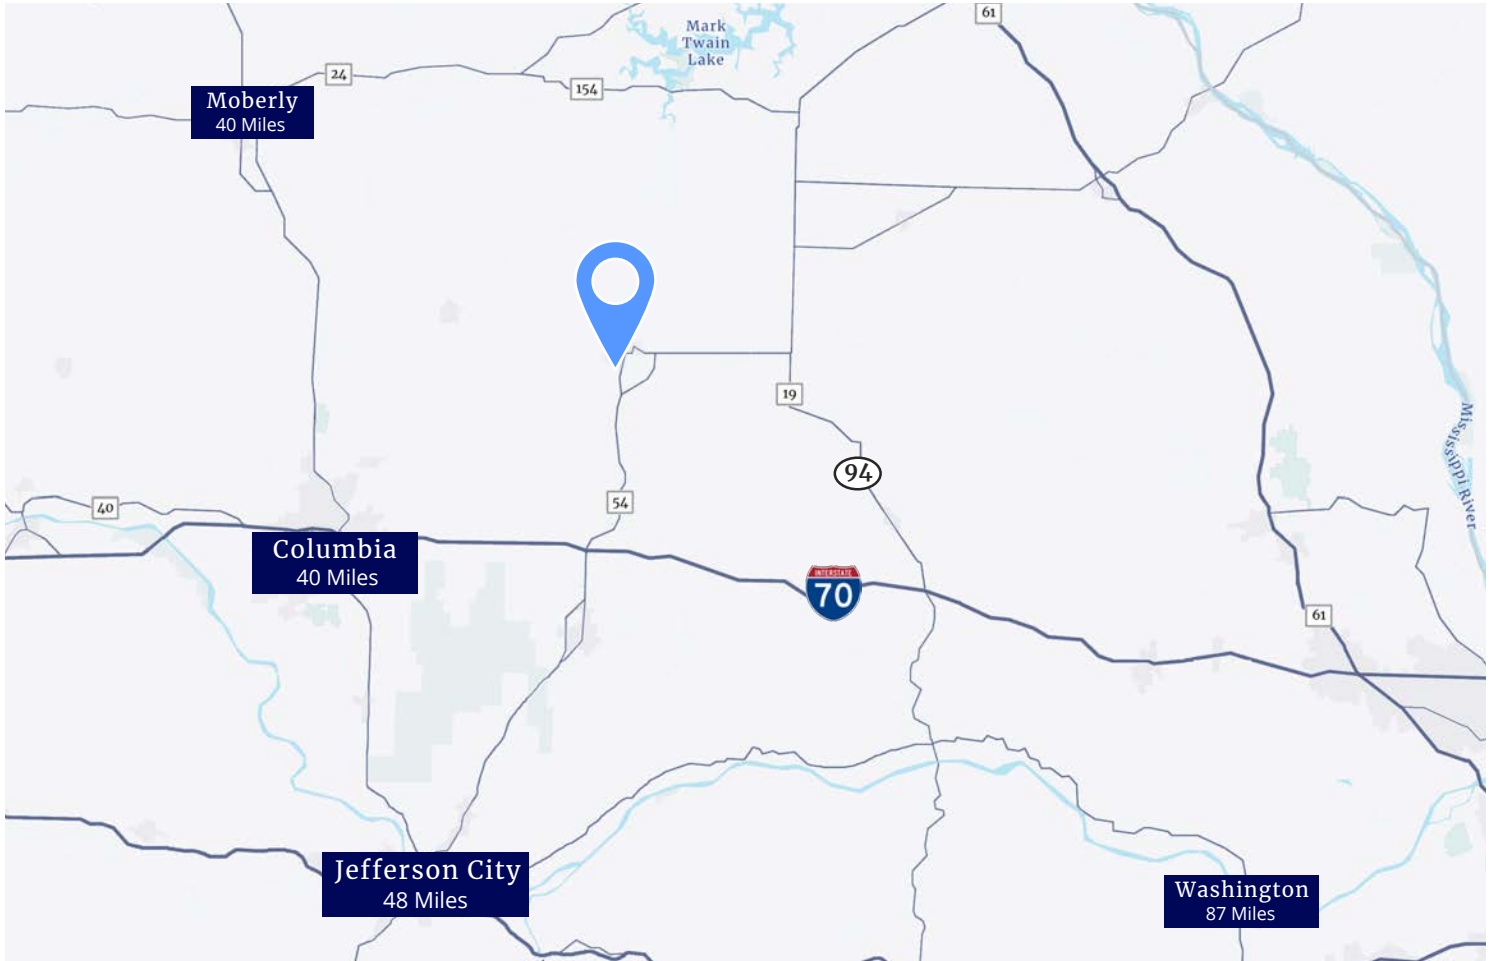 61
Mark
Twain
Lake
24
154
Moberly
40 Miles
19
Mississippi River
94
40
54
Columbia
40 Miles
INTERSTATE
70
61
Jefferson City
48 Miles
Washington
87 Miles